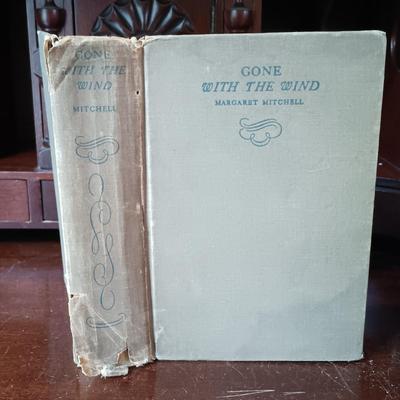 GONE
WITH THE
WIND
MITCHELL
GONE
WITH THE WIND
MARGARET MITCHELL